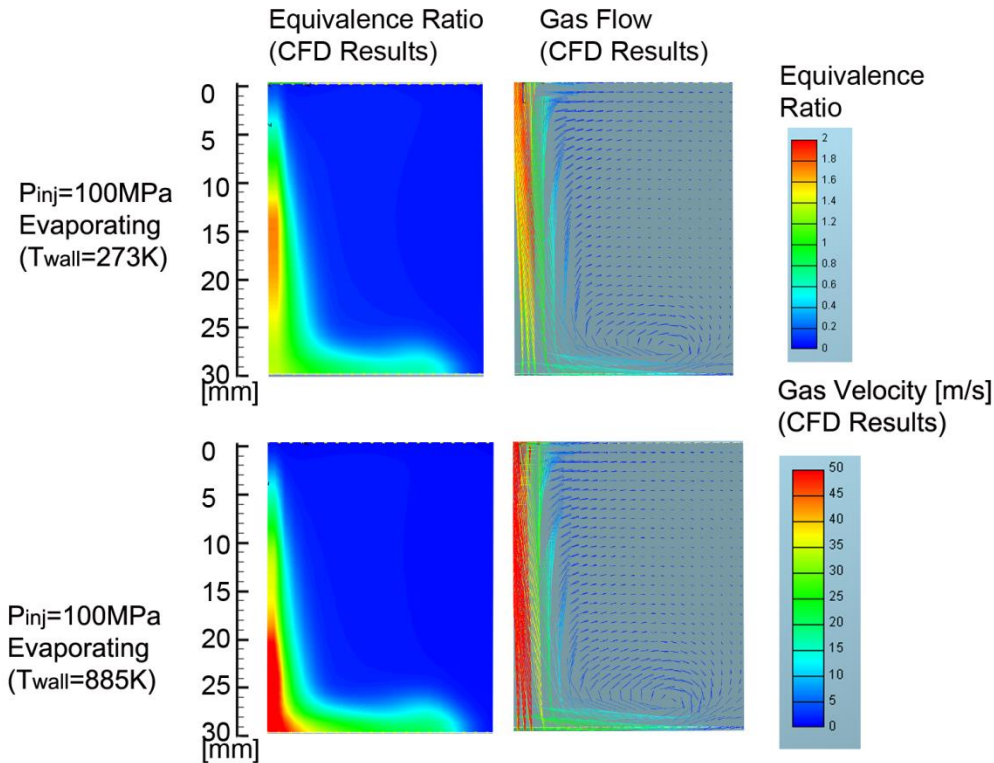 Equivalence Ratio
(CFD Results)
Gas Flow
(CFD Results)
Pinj=100MPa
Evaporating
(Twall=273K)
0
5
10
15
20
25
30
[mm]
Equivalence
Ratio
2
1.8
1.6
1.4
1.2
1
0.8
0.6
0.4
0.2
0
Pinj=100MPa
Evaporating
(Twall=885K)
0
5
10
15
20
25
30
[mm]
Gas Velocity [m/s]
(CFD Results)
50
45
40
35
30
25
20
15
10
5
0